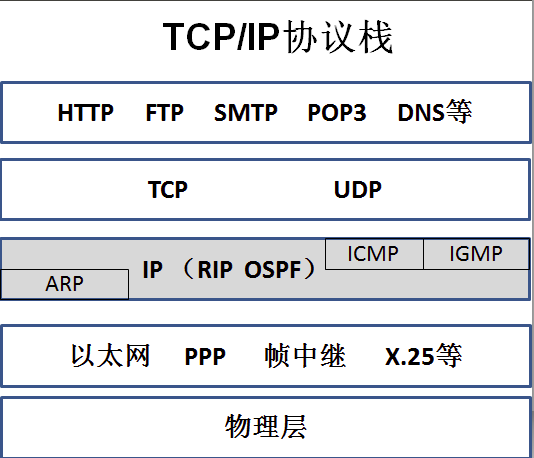 TCP/IP协议栈
HTTP FTP SMTP POP3 DNS等
TCP UDP
ARP IP （RIP OSPF） ICMP IGMP
以太网 PPP 帧中继 X.25等
物理层